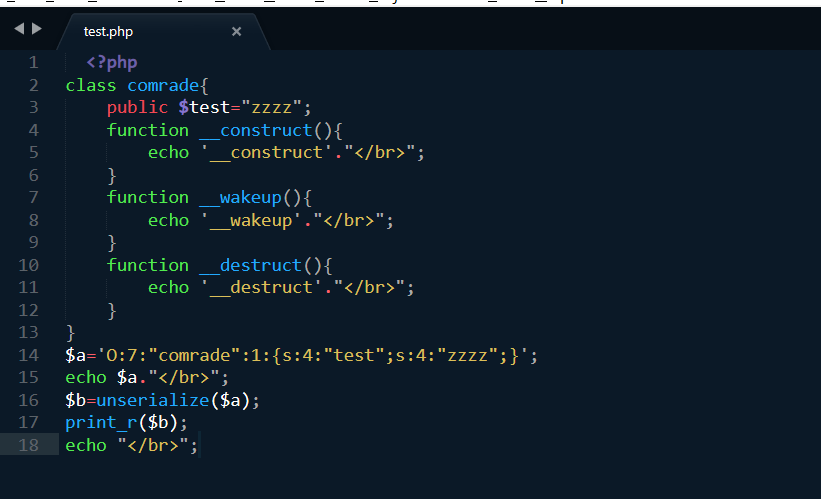 test.php ×
1 <?php
2 class comrade{
3     public $test="zzzz";
4     function __construct(){
5         echo '__construct'."</br>";
6     }
7     function __wakeup(){
8         echo '__wakeup'."</br>";
9     }
10     function __destruct(){
11         echo '__destruct'."</br>";
12     }
13 }
14 $a='O:7:"comrade":1:{s:4:"test";s:4:"zzzz";}';
15 echo $a."</br>";
16 $b=unserialize($a);
17 print_r($b);
18 echo "</br>";